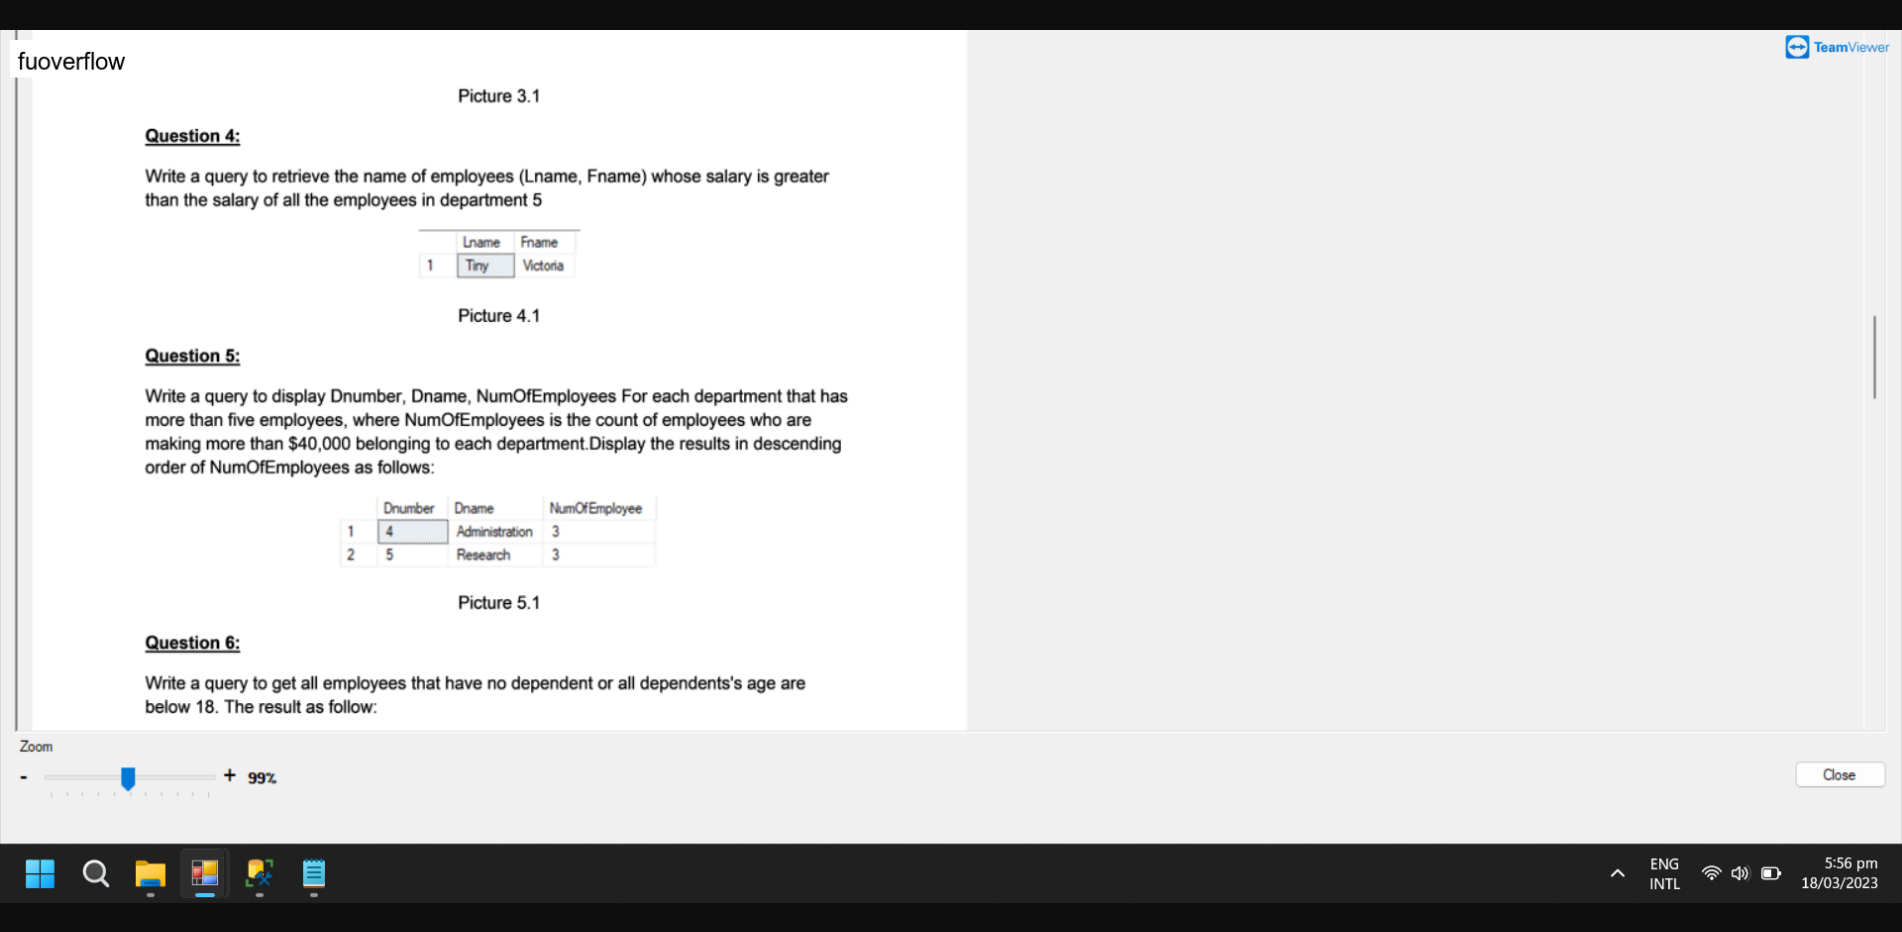 fuoverflow
TeamViewer
Picture 3.1
Question 4:
Write a query to retrieve the name of employees (Lname, Fname) whose salary is greater
than the salary of all the employees in department 5
Lname Fname
1 Tiny Victoria
Picture 4.1
Question 5:
Write a query to display Dnumber, Dname, NumOfEmployees For each department that has
more than five employees, where NumOfEmployees is the count of employees who are
making more than $40,000 belonging to each department.Display the results in descending
order of NumOfEmployees as follows:
Dnumber Dname NumOfEmployee
1 4 Administration 3
2 5 Research 3
Picture 5.1
Question 6:
Write a query to get all employees that have no dependent or all dependents's age are
below 18. The result as follow:
Zoom
- + 99%
Close
ENG
INTL
5:56 pm
18/03/2023